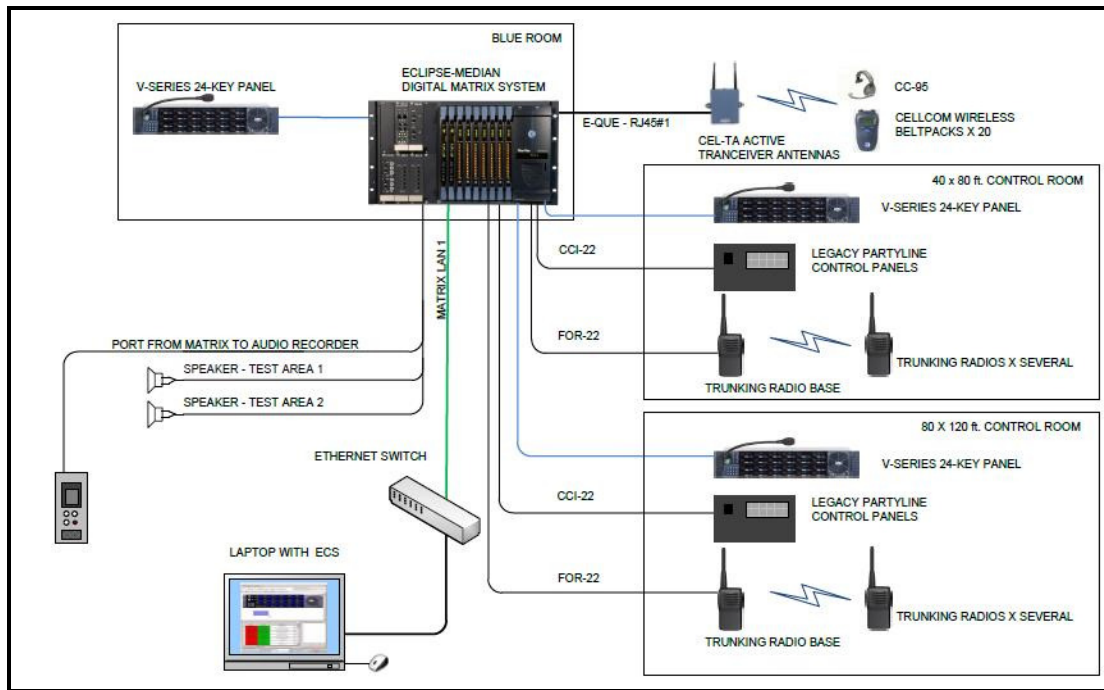 BLUE ROOM
ECLIPSE-MEDIAN
DIGITAL MATRIX SYSTEM
V-SERIES 24-KEY PANEL
E-QUE - RJ45#1
CC-95
CELLCOM WIRELESS
BELTPACKS X 20
CEL-TA ACTIVE
TRANCEIVER ANTENNAS
40 x 80 ft. CONTROL ROOM
V-SERIES 24-KEY PANEL
CCI-22
LEGACY PARTYLINE
CONTROL PANELS
MATRIX LAN 1
FOR-22
TRUNKING RADIOS X SEVERAL
TRUNKING RADIO BASE
PORT FROM MATRIX TO AUDIO RECORDER
SPEAKER - TEST AREA 1
SPEAKER - TEST AREA 2
80 X 120 ft. CONTROL ROOM
ETHERNET SWITCH
V-SERIES 24-KEY PANEL
CCI-22
LEGACY PARTYLINE
CONTROL PANELS
LAPTOP WITH ECS
FOR-22
TRUNKING RADIOS X SEVERAL
TRUNKING RADIO BASE